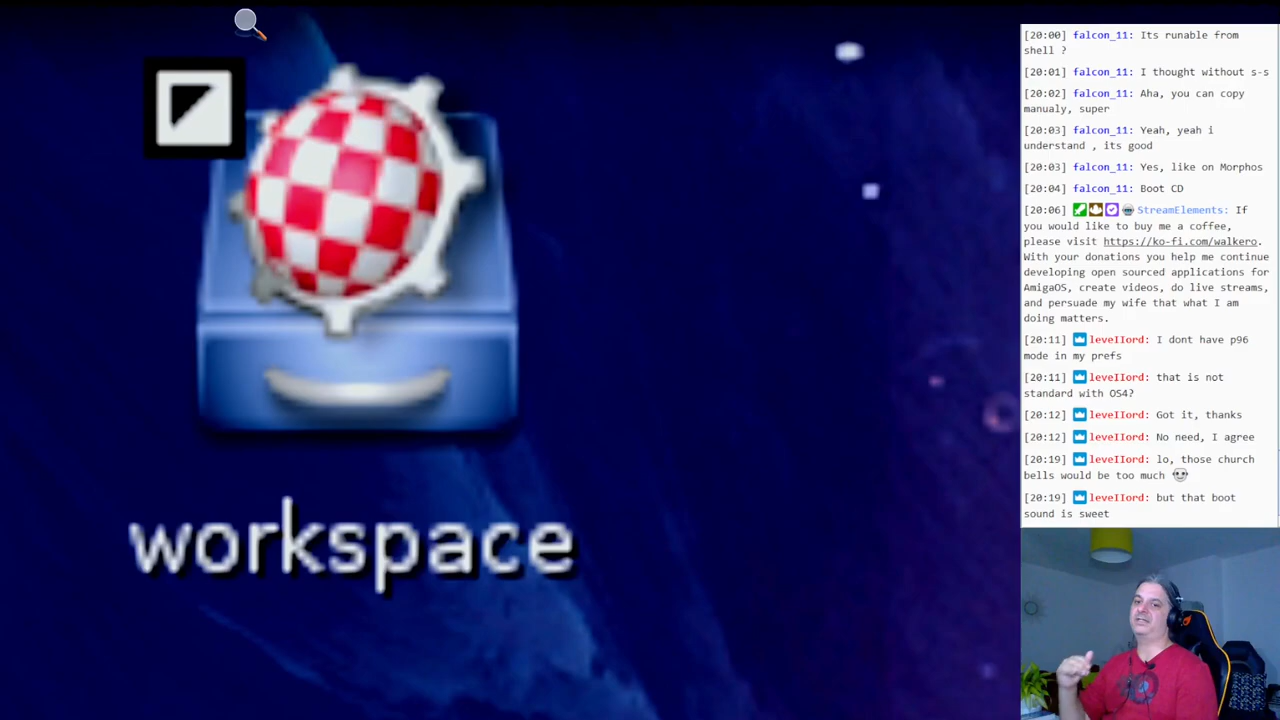 workspace
[20:00] falcon_11: Its runable from
shell ?
[20:01] falcon_11: I thought without s-s
[20:02] falcon_11: Aha, you can copy
manualy, super
[20:03] falcon_11: Yeah, yeah i
understand , its good
[20:03] falcon_11: Yes, like on Morphos
[20:04] falcon_11: Boot CD
[20:06] StreamElements: If
you would like to buy me a coffee,
please visit https://ko-fi.com/walkero.
With your donations you help me continue
developing open sourced applications for
AmigaOS, create videos, do live streams,
and persuade my wife that what I am
doing matters.
[20:11] leveIIord: I dont have p96
mode in my prefs
[20:11] leveIIord: that is not
standard with OS4?
[20:12] leveIIord: Got it, thanks
[20:12] leveIIord: No need, I agree
[20:19] leveIIord: lo, those church
bells would be too much
[20:19] leveIIord: but that boot
sound is sweet